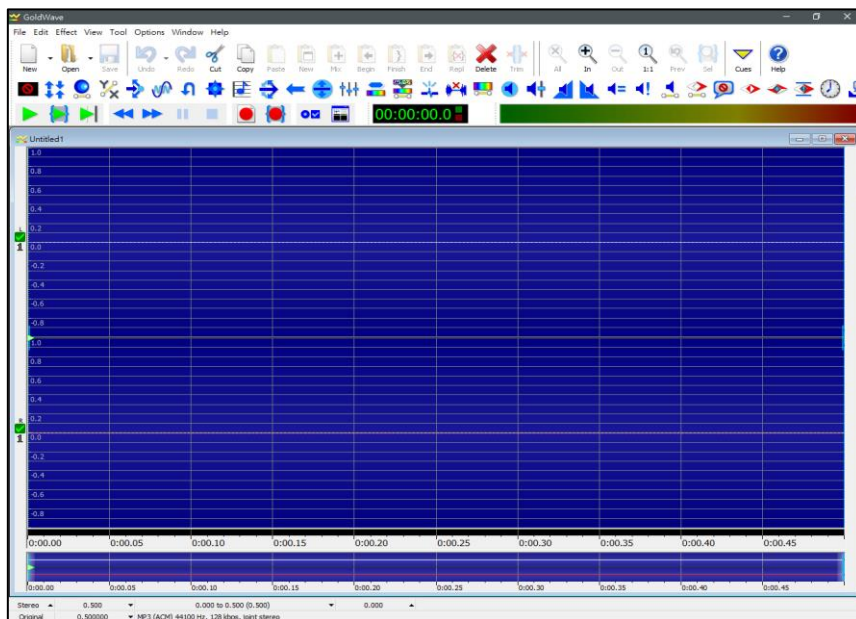 GoldWave
File Edit Effect View Tool Options Window Help
New Open Save Undo Redo Cut Copy Paste New Mix Begin Finish End Repl Delete Trim All In Out 1:1 Prev Sel Cues Help
00:00:00.0
Untitled1
1.0
0.8
0.6
0.4
0.2
0.0
-0.2
-0.4
-0.6
-0.8
1.0
0.8
0.6
0.4
0.2
0.0
-0.2
-0.4
-0.6
-0.8
0:00.00 0:00.05 0:00.10 0:00.15 0:00.20 0:00.25 0:00.30 0:00.35 0:00.40 0:00.45
0:00.00 0:00.05 0:00.10 0:00.15 0:00.20 0:00.25 0:00.30 0:00.35 0:00.40 0:00.45
Stereo 0.500 0.000 to 0.500 (0.500) 0.000
Original 0.500000 MP3 (ACM) 44100 Hz, 128 kbps, joint stereo